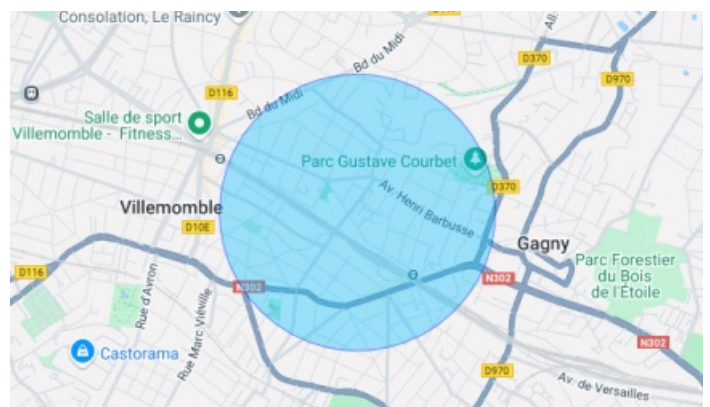 Consolation, Le Raincy
Bd du Midi
D370
D970
D116
Bd du Midi
Salle de sport
Villemomble - Fitness...
Parc Gustave Courbet
D370
Av. Henri Barbusse
Villemomble
D10E
Gagny
Parc Forestier
du Bois
de l'Étoile
D116
N302
N302
Rue d'Avron
Rue Marc Viéville
N302
Castorama
D970
Av. de Versailles